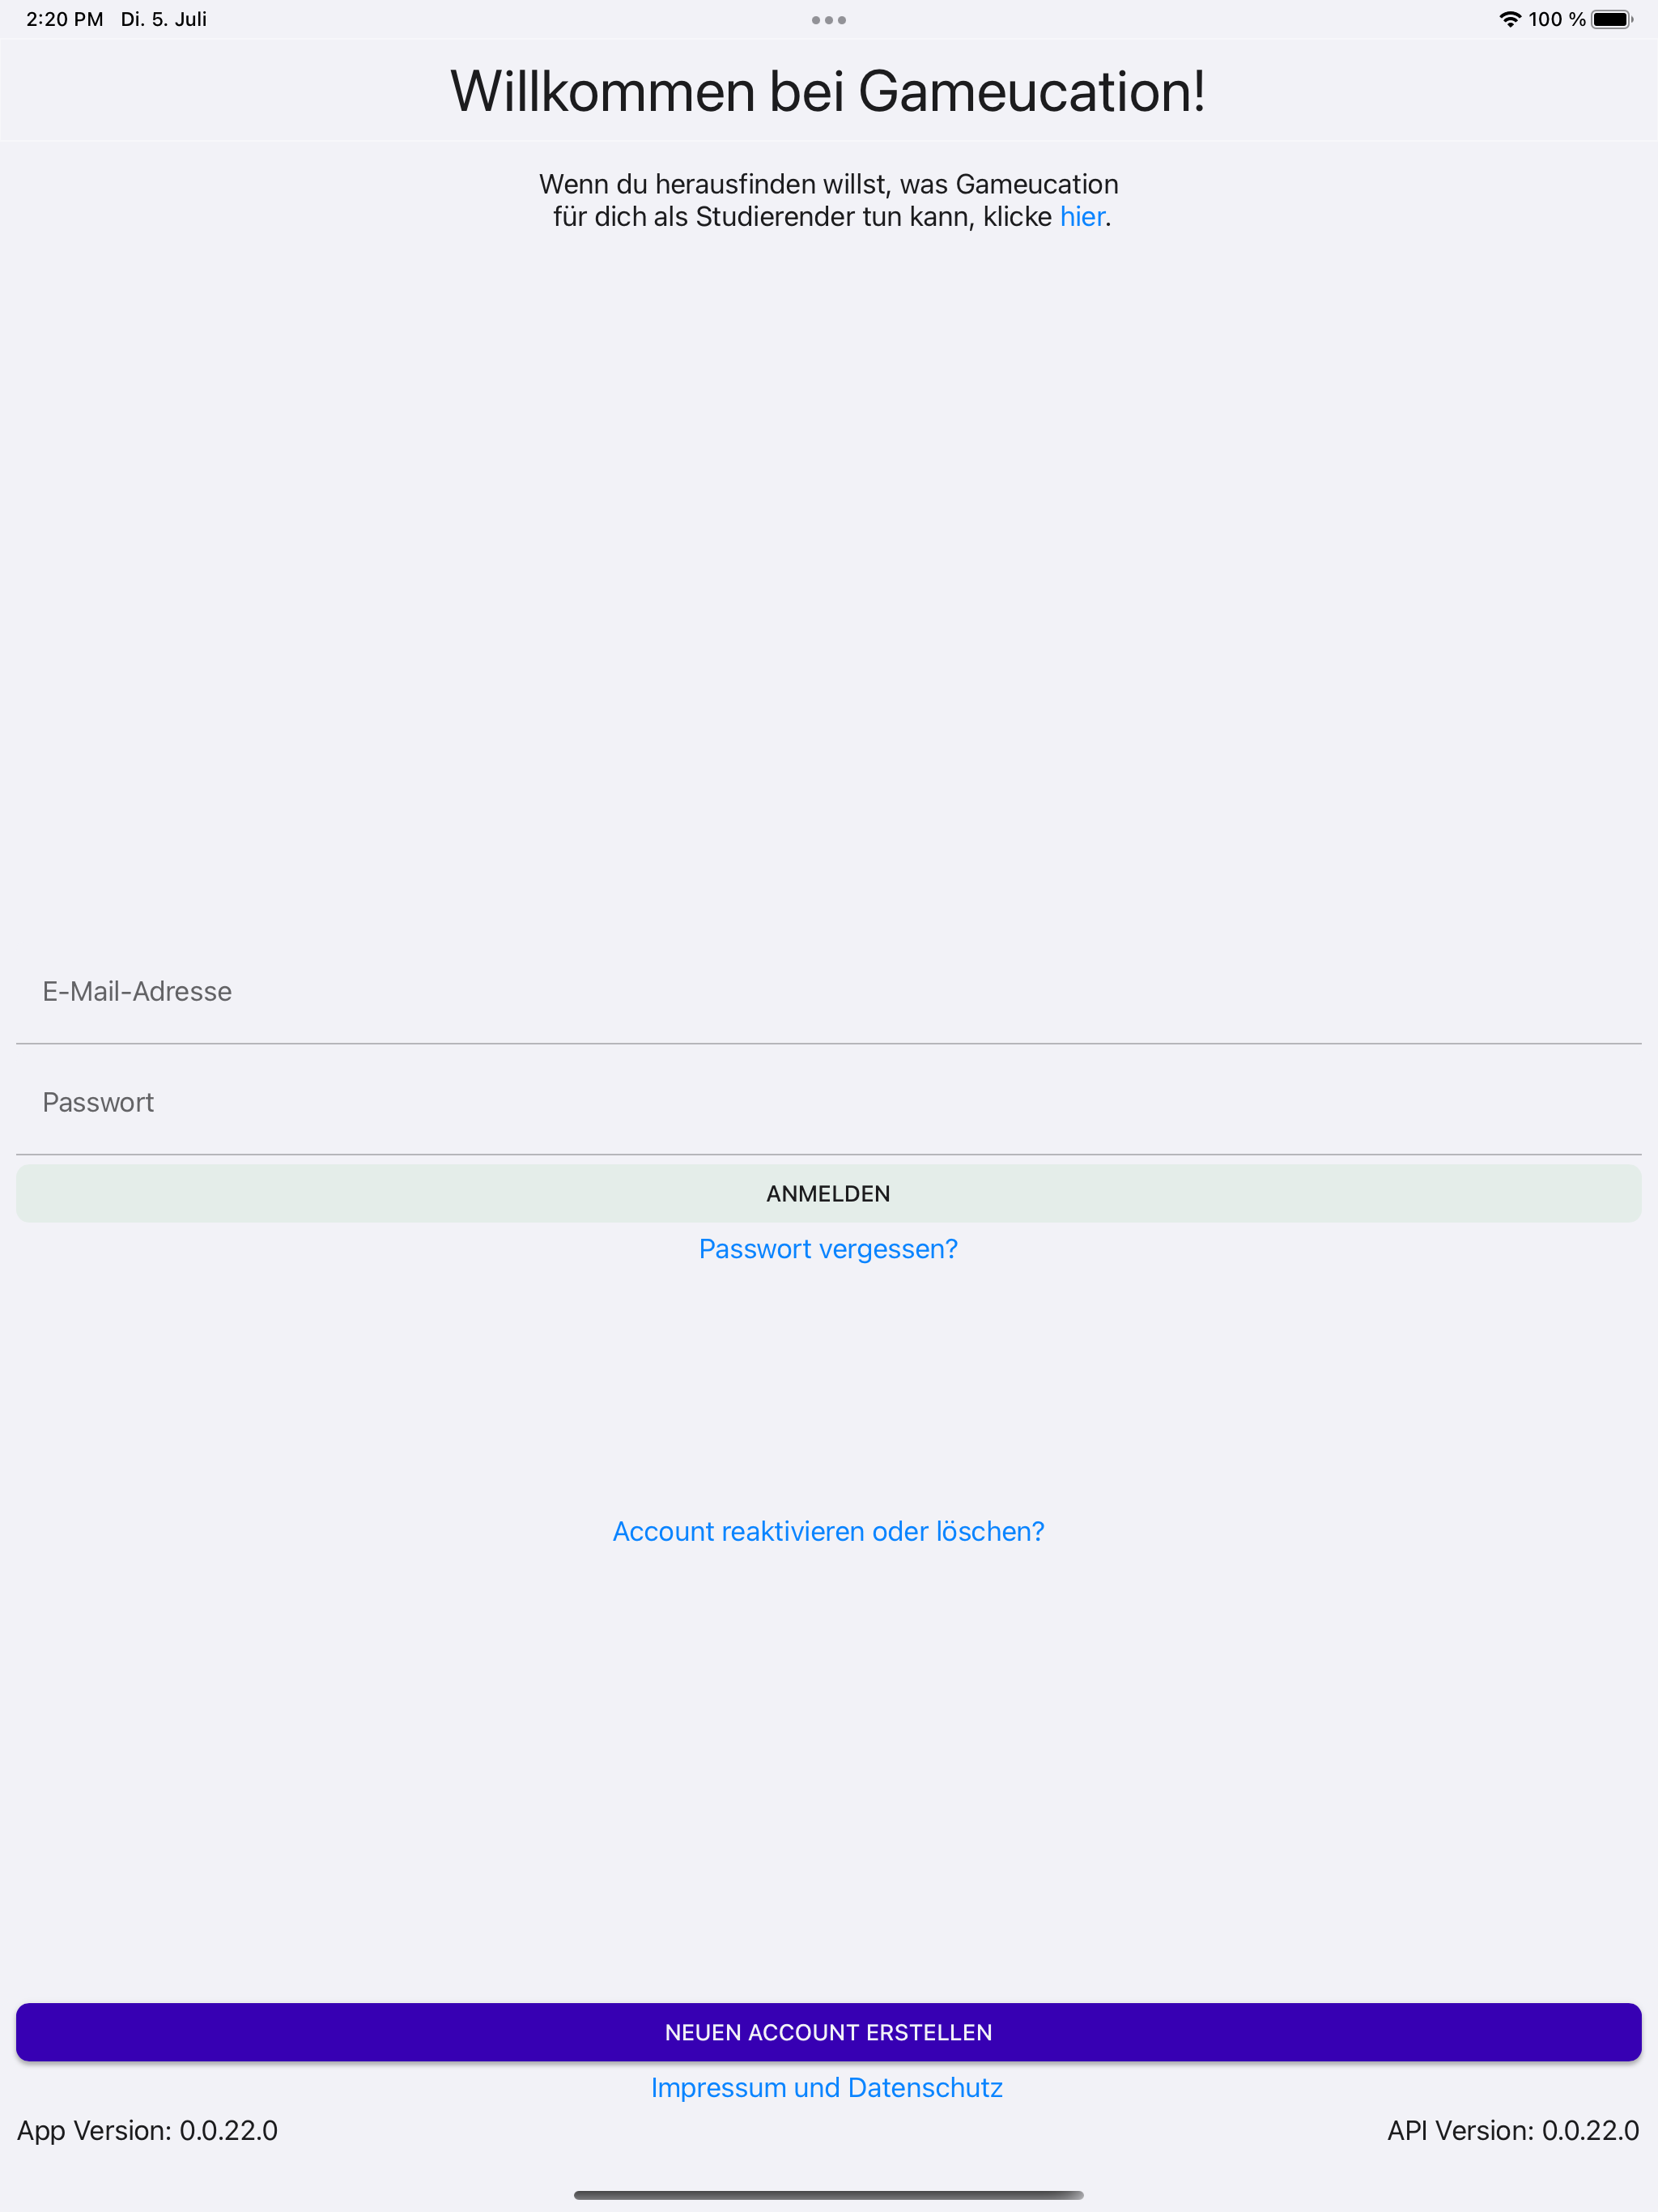 2:20 PM Di. 5. Juli 100 %
Willkommen bei Gameucation!
Wenn du herausfinden willst, was Gameucation
für dich als Studierender tun kann, klicke hier.
E-Mail-Adresse
Passwort
ANMELDEN
Passwort vergessen?
Account reaktivieren oder löschen?
NEUEN ACCOUNT ERSTELLEN
Impressum und Datenschutz
App Version: 0.0.22.0 API Version: 0.0.22.0